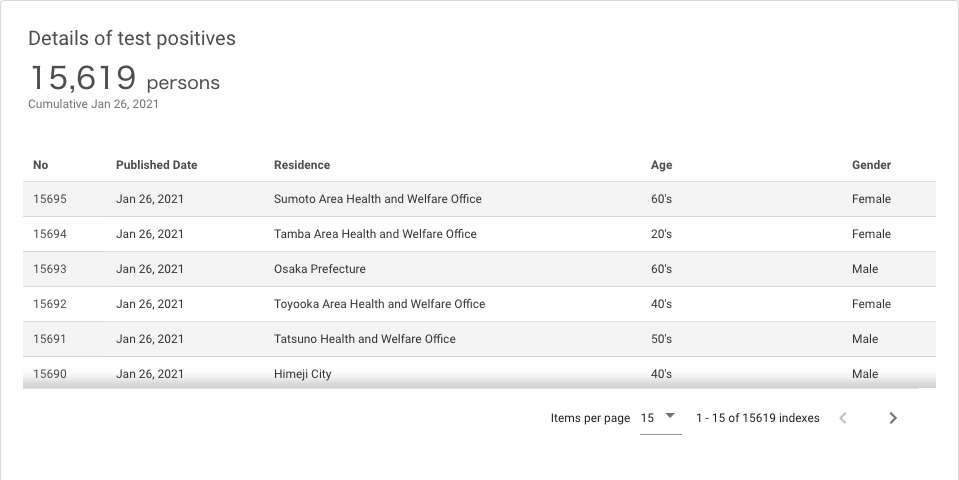 Details of test positives
15,619 persons
Cumulative Jan 26, 2021
No Published Date Residence Age Gender
15695 Jan 26, 2021 Sumoto Area Health and Welfare Office 60's Female
15694 Jan 26, 2021 Tamba Area Health and Welfare Office 20's Female
15693 Jan 26, 2021 Osaka Prefecture 60's Male
15692 Jan 26, 2021 Toyooka Area Health and Welfare Office 40's Female
15691 Jan 26, 2021 Tatsuno Health and Welfare Office 50's Male
15690 Jan 26, 2021 Himeji City 40's Male
Items per page 15 1 - 15 of 15619 indexes